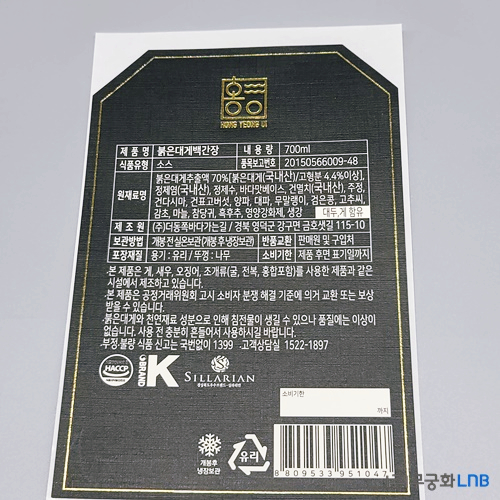 홍영의
HONG YEONG UI
제품명 붉은대게백간장 내용량 700ml
식품유형 소스 품목보고번호 20150566009-48
원재료명 붉은대게추출액 70%[붉은대게(국내산)/고형분 4.4%이상],
정제염(국내산), 정제수, 바다맛베이스, 건멸치(국내산), 주정,
건다시마, 건표고버섯, 양파, 대파, 무말랭이, 검은콩, 고추씨,
감초, 마늘, 참당귀, 흑후추, 영양강화제, 생강 대두,게 함유
제조원 (주)더동쪽바다가는길 / 경북 영덕군 강구면 금호샛길 115-10
보관방법 개봉 전 실온보관(개봉 후 냉장보관) 반품교환 판매원 및 구입처
포장재질 용기 : 유리 / 뚜껑 : 나무 소비기한 제품 후면 표기일까지
본 제품은 게, 새우, 오징어, 조개류(굴, 전복, 홍합포함)를 사용한 제품과 같은
시설에서 제조하고 있습니다.
본 제품은 공정거래위원회 고시 소비자 분쟁 해결 기준에 의거 교환 또는 보상
받을 수 있습니다.
붉은대게와 천연재료 성분으로 인해 침전물이 생길 수 있으나 품질에는 이상이
없습니다. 사용 전 충분히 흔들어서 사용하시길 바랍니다.
부정·불량 식품 신고는 국번없이 1399 고객상담실 1522-1897
HACCP
BRAND K
SILLARIAN
소비기한
까지
개봉후
냉장보관
유리
8 809533 951047
무궁화LNB